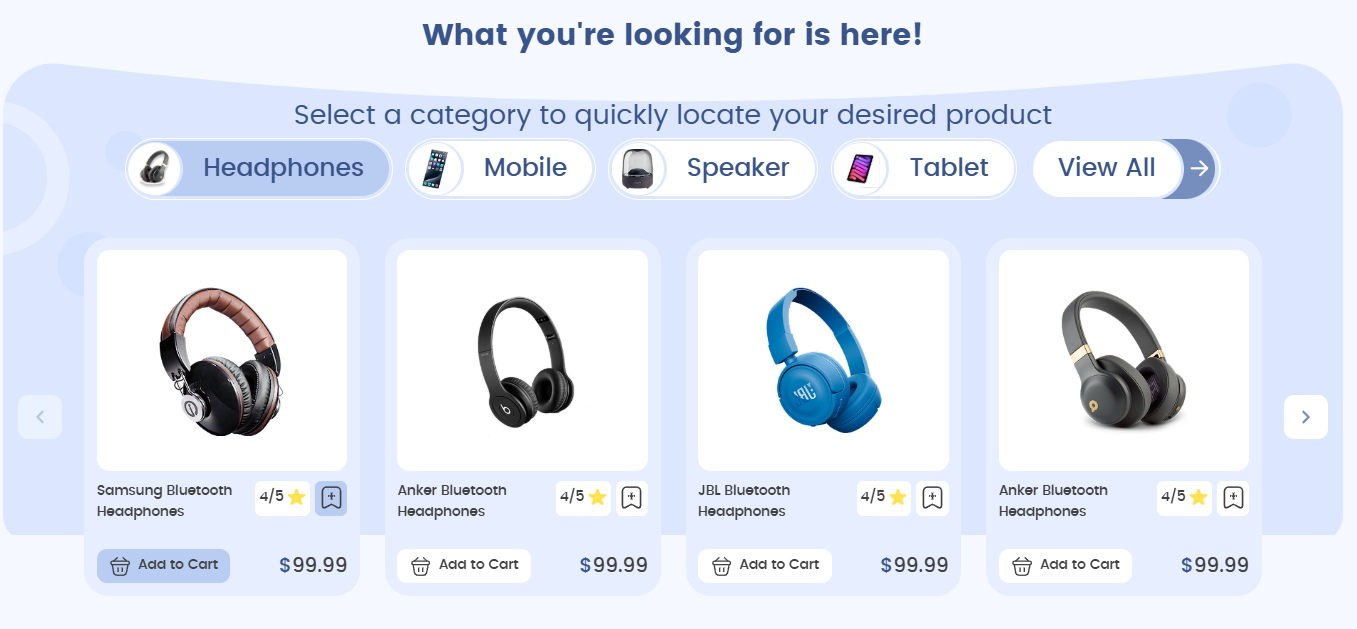 What you're looking for is here!
Select a category to quickly locate your desired product
Headphones
Mobile
Speaker
Tablet
View All
Samsung Bluetooth
Headphones
4/5
Add to Cart
$99.99
Anker Bluetooth
Headphones
4/5
Add to Cart
$99.99
JBL
JBL Bluetooth
Headphones
4/5
Add to Cart
$99.99
Anker Bluetooth
Headphones
4/5
Add to Cart
$99.99